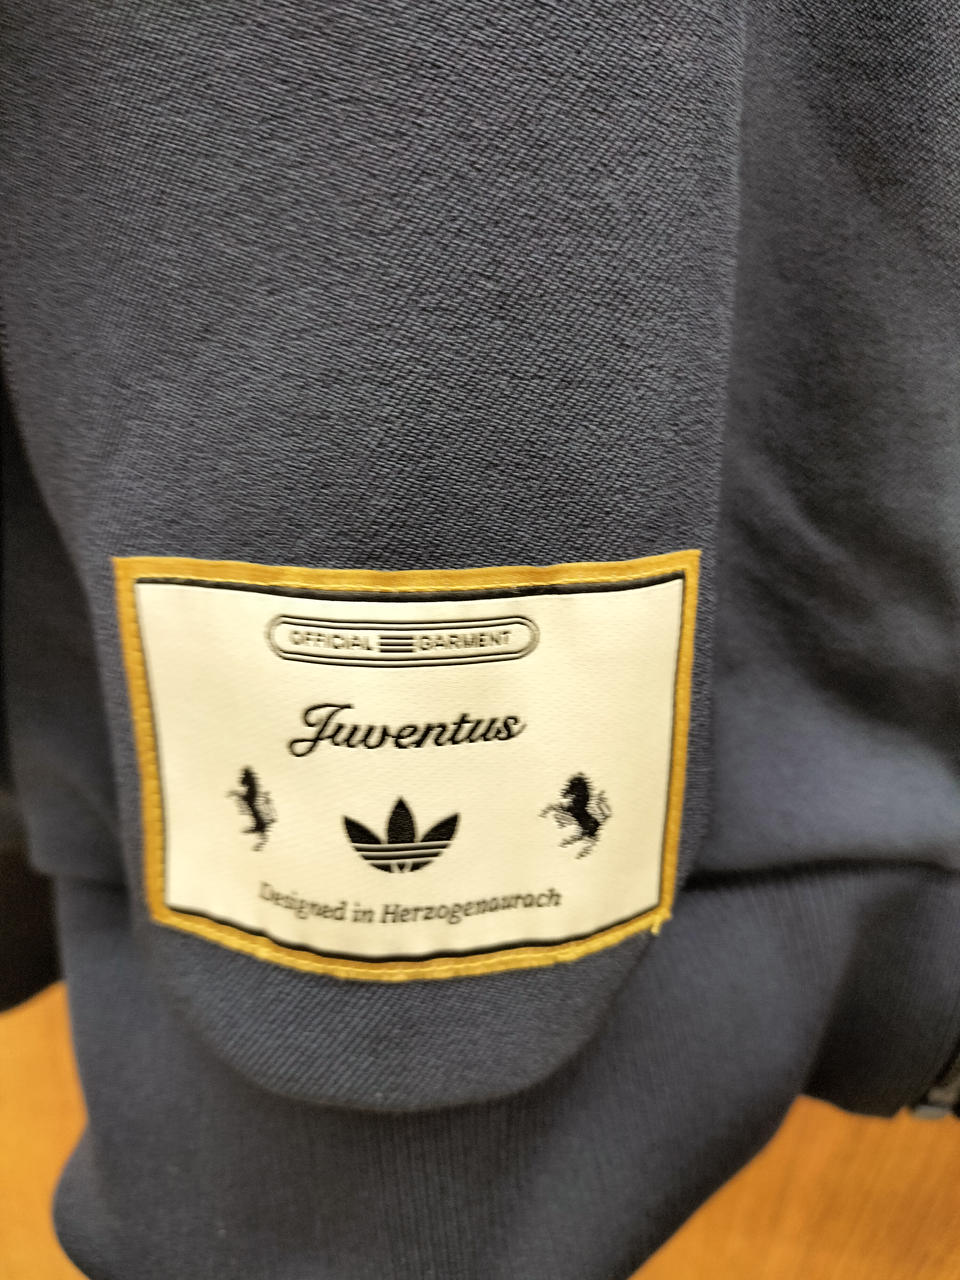 OFFICIAL GARMENT
Juventus
Designed in Herzogenaurach